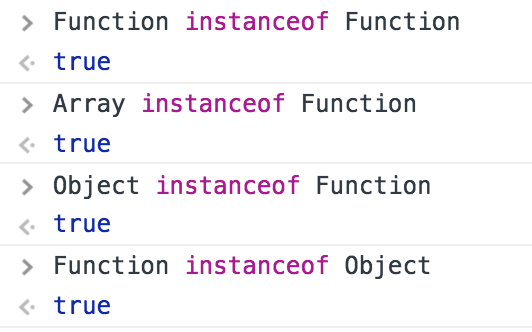 > Function instanceof Function
<· true
> Array instanceof Function
<· true
> Object instanceof Function
<· true
> Function instanceof Object
<· true